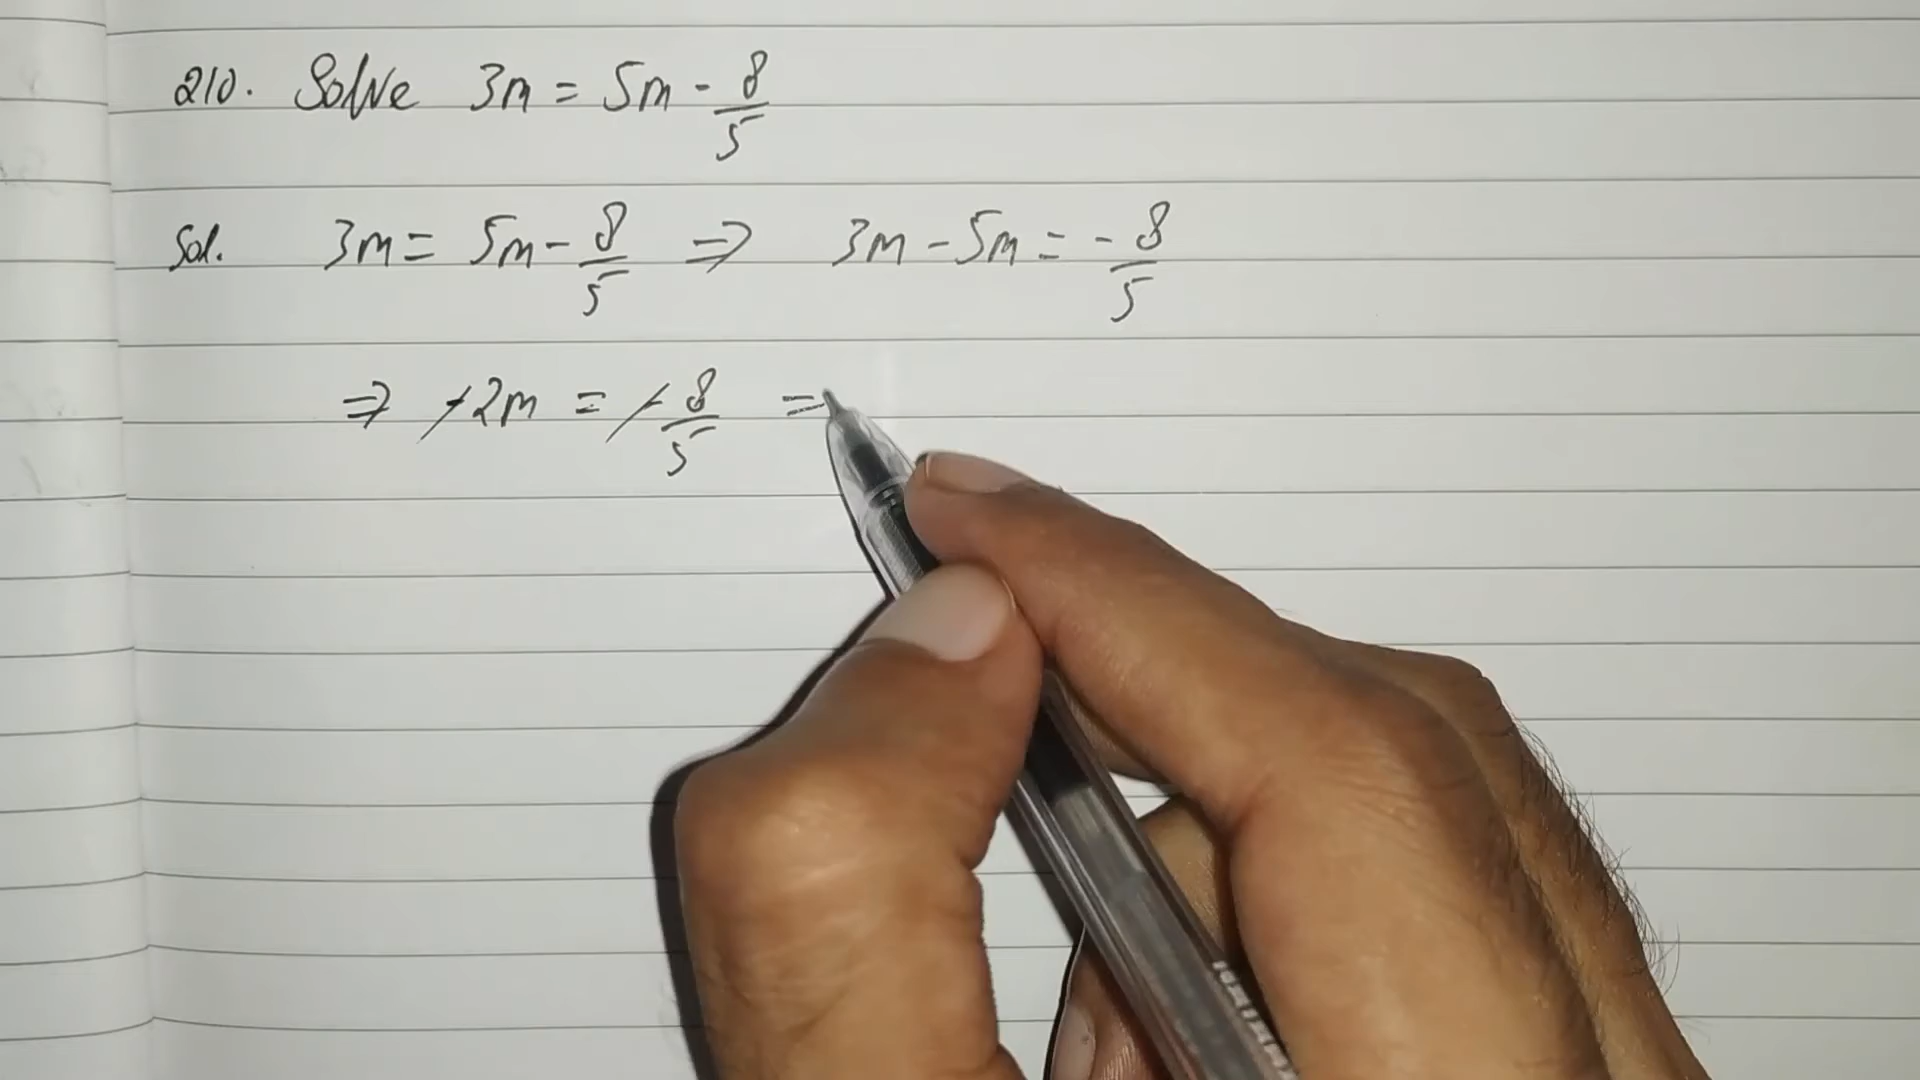 210. Solve 3m = 5m - 8/5
Sol. 3m = 5m - 8/5 ⇒ 3m - 5m = - 8/5
⇒ -2m = - 8/5 =